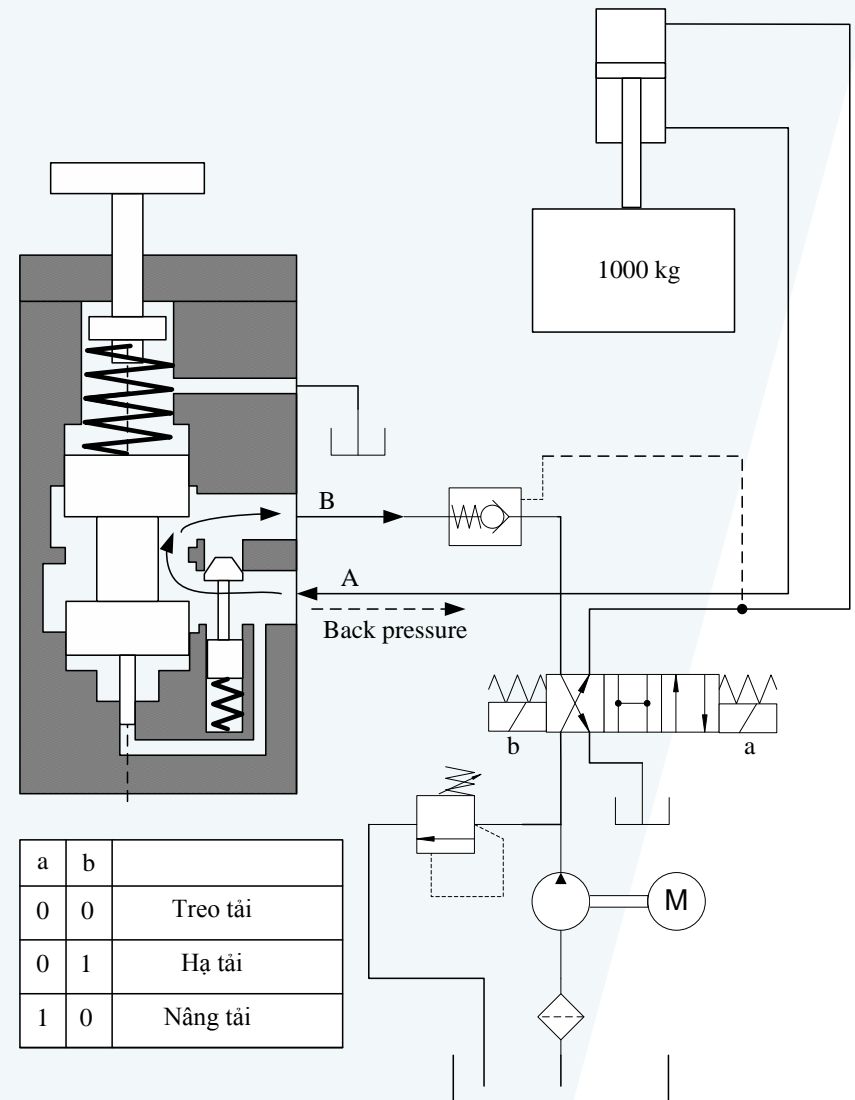 1000 kg
B
A
Back pressure
b
a
M
a b
0 0 Treo tải
0 1 Hạ tải
1 0 Nâng tải